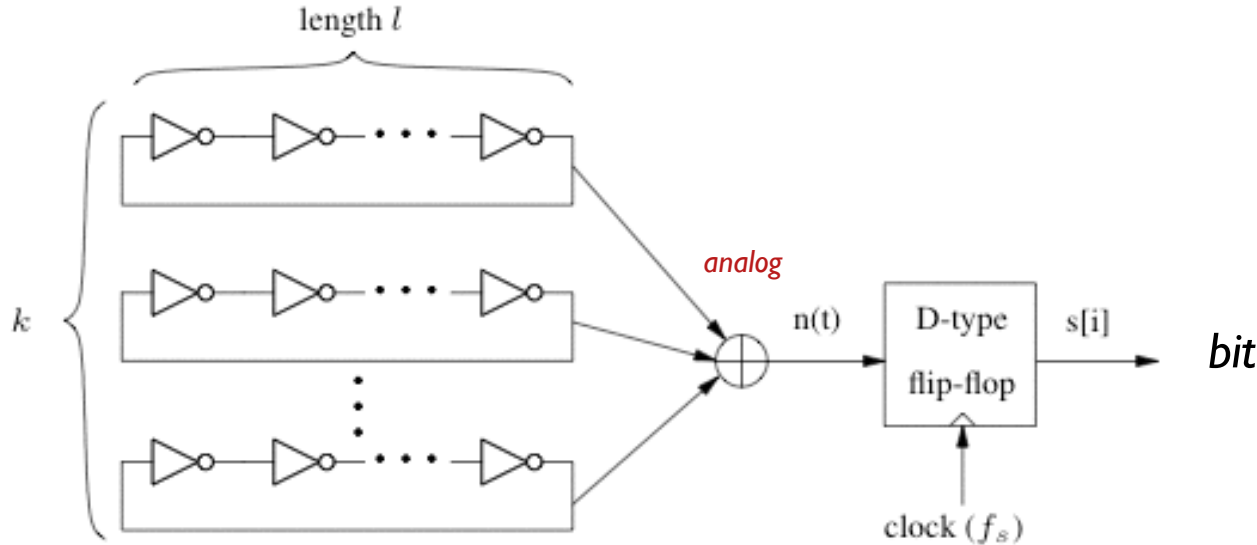 length l
k
analog
n(t)
D-type
flip-flop
s[i]
bit
clock (fₛ)